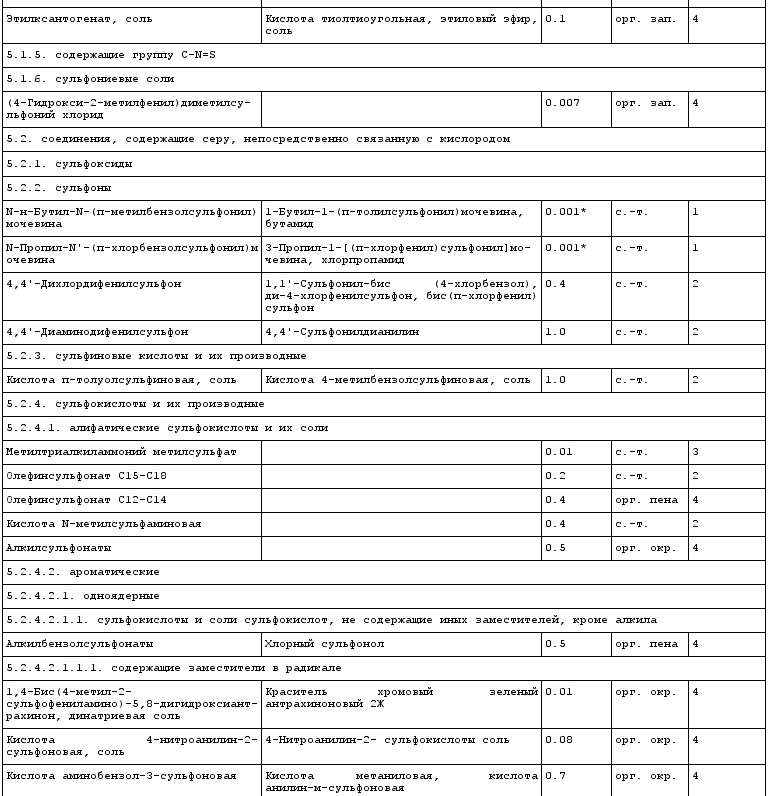 Этилксантогенат, соль Кислота тиолтиоугольная, этиловый эфир, 0.1 орг. зап. 4
соль
5.1.5. содержащие группу C-N=S
5.1.6. сульфониевые соли
(4-Гидрокси-2-метилфенил)диметилсу- 0.007 орг. зап. 4
льфоний хлорид
5.2. соединения, содержащие серу, непосредственно связанную с кислородом
5.2.1. сульфоксиды
5.2.2. сульфоны
N-н-Бутил-N-(п-метилбензолсульфонил) 1-Бутил-1-(п-толилсульфонил)мочевина, 0.001* с.-т. 1
мочевина бутамид
N-Пропил-N'-(п-хлорбензолсульфонил)м 3-Пропил-1-[(п-хлорфенил)сульфонил]мо- 0.001* с.-т. 1
очевина чевина, хлорпропамид
4,4'-Дихлордифенилсульфон 1,1'-Сульфонил-бис (4-хлорбензол), 0.4 с.-т. 2
ди-4-хлорфенилсульфон, бис(п-хлорфенил)
сульфон
4,4'-Диаминодифенилсульфон 4,4'-Сульфонилдианилин 1.0 с.-т. 2
5.2.3. сульфиновые кислоты и их производные
Кислота п-толуолсульфиновая, соль Кислота 4-метилбензолсульфиновая, соль 1.0 с.-т. 2
5.2.4. сульфокислоты и их производные
5.2.4.1. алифатические сульфокислоты и их соли
Метилтриалкиламмоний метилсульфат 0.01 с.-т. 3
Олефинсульфонат C15-C18 0.2 с.-т. 2
Олефинсульфонат C12-C14 0.4 орг. пена 4
Кислота N-метилсульфаминовая 0.4 с.-т. 2
Алкилсульфонаты 0.5 орг. окр. 4
5.2.4.2. ароматические
5.2.4.2.1. одноядерные
5.2.4.2.1.1. сульфокислоты и соли сульфокислот, не содержащие иных заместителей, кроме алкила
Алкилбензолсульфонаты Хлорный сульфонол 0.5 орг. пена 4
5.2.4.2.1.1.1. содержащие заместители в радикале
1,4-Бис(4-метил-2- Краситель хромовый зеленый 0.01 орг. окр. 4
сульфофениламино)-5,8-дигидроксиант- антрахиноновый 2Ж
рахинон, динатриевая соль
Кислота 4-нитроанилин-2- 4-Нитроанилин-2- сульфокислоты соль 0.08 орг. окр. 4
сульфоновая, соль
Кислота аминобензол-3-сульфоновая Кислота метаниловая, кислота 0.7 орг. окр. 4
анилин-м-сульфоновая